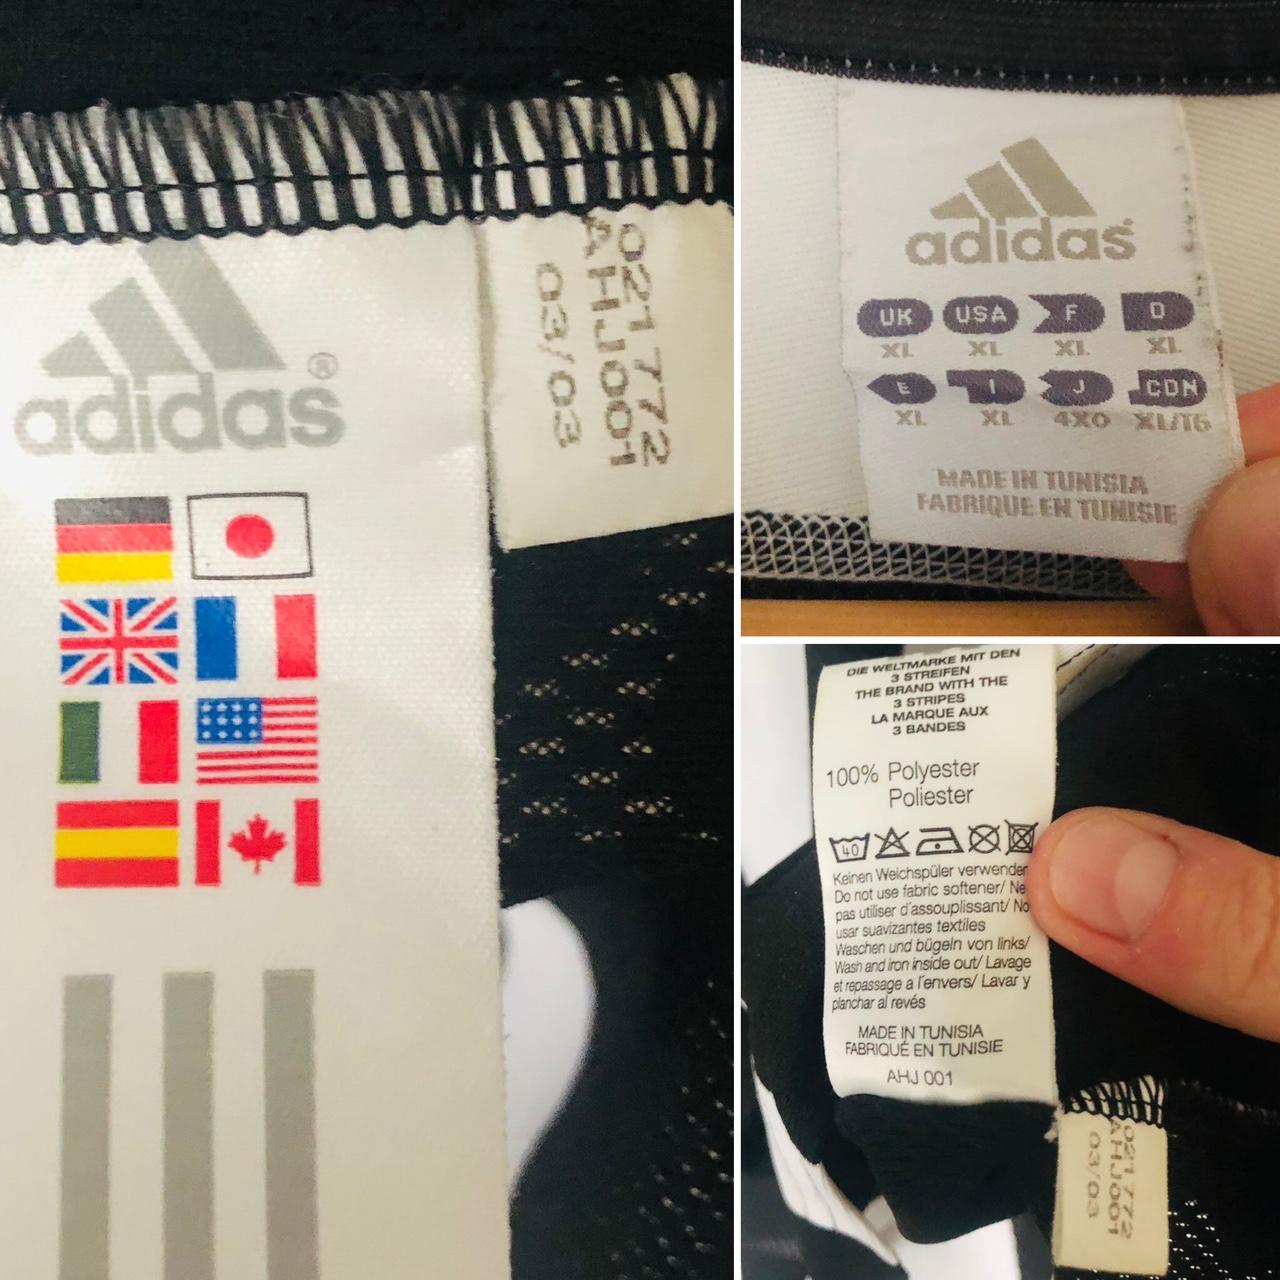 adidas®
021772
AHJ001
03/03
adidas
UK USA F D
XL XL XL XL
E I J CDN
XL XL 4XO XL/TG
MADE IN TUNISIA
FABRIQUE EN TUNISIE
DIE WELTMARKE MIT DEN
3 STREIFEN
THE BRAND WITH THE
3 STRIPES
LA MARQUE AUX
3 BANDES
100% Polyester
Poliester
40
Keinen Weichspüler verwenden
Do not use fabric softener/ Ne
pas utiliser d'assouplissant/ No
usar suavizantes textiles
Waschen und bügeln von links/
Wash and iron inside out/ Lavage
et repassage a l'envers/ Lavar y
planchar al revés
MADE IN TUNISIA
FABRIQUÉ EN TUNISIE
AHJ 001
021772
AHJ001
03/03